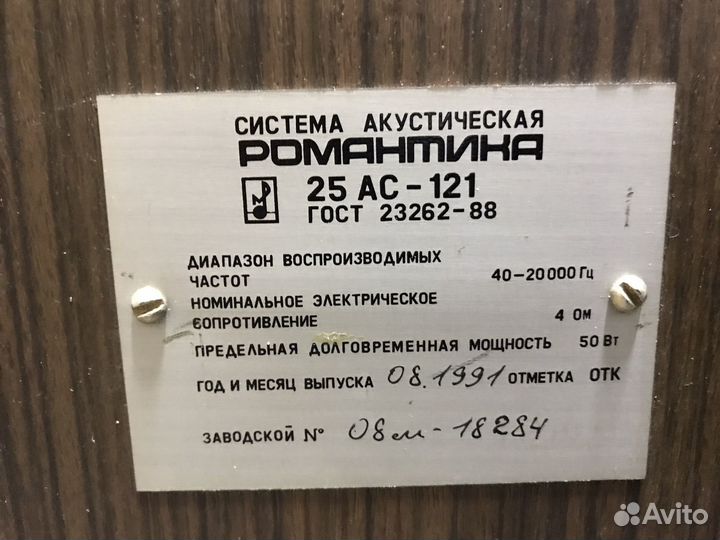 СИСТЕМА АКУСТИЧЕСКАЯ
РОМАНТИКА
25 АС-121
ГОСТ 23262-88
ДИАПАЗОН ВОСПРОИЗВОДИМЫХ
ЧАСТОТ 40-20000 Гц
НОМИНАЛЬНОЕ ЭЛЕКТРИЧЕСКОЕ
СОПРОТИВЛЕНИЕ 4 ОМ
ПРЕДЕЛЬНАЯ ДОЛГОВРЕМЕННАЯ МОЩНОСТЬ 50 Вт
ГОД И МЕСЯЦ ВЫПУСКА 08.1991 ОТМЕТКА ОТК
ЗАВОДСКОЙ № 08м-18284
Avito